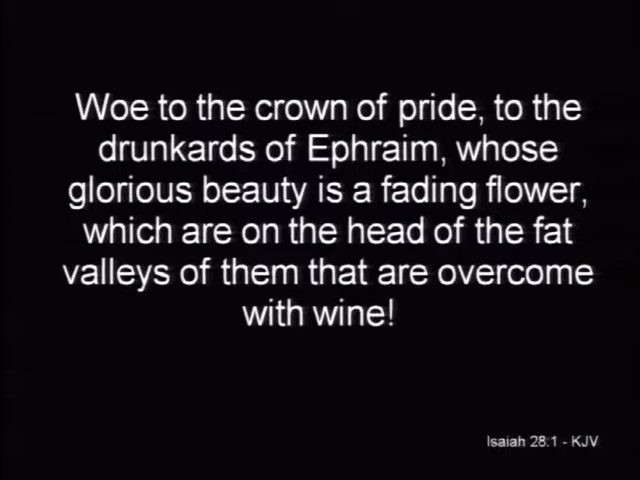 Woe to the crown of pride, to the
drunkards of Ephraim, whose
glorious beauty is a fading flower,
which are on the head of the fat
valleys of them that are overcome
with wine!
Isaiah 28:1 - KJV